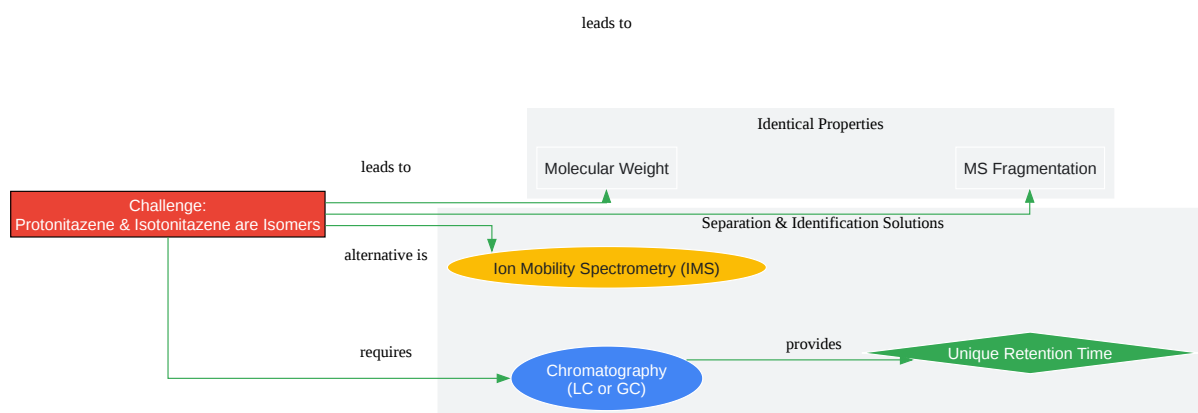 leads to
Identical Properties
leads to
Molecular Weight
MS Fragmentation
Challenge:
Protonitazene & Isotonitazene are Isomers
Separation & Identification Solutions
alternative is
Ion Mobility Spectrometry (IMS)
requires
provides
Unique Retention Time
Chromatography
(LC or GC)